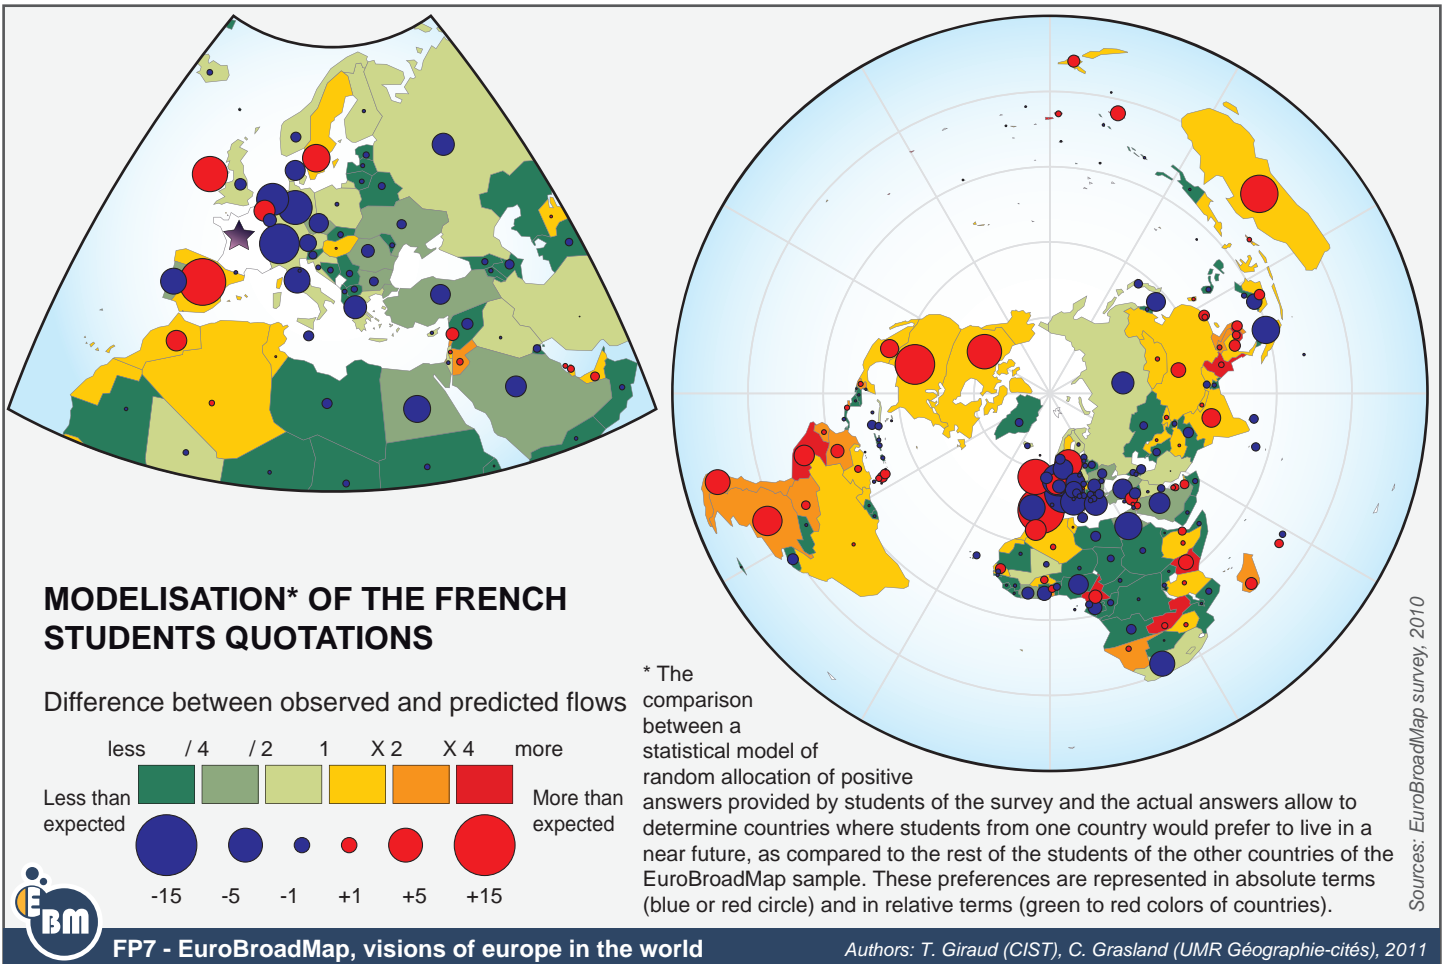 MODELISATION* OF THE FRENCH
STUDENTS QUOTATIONS
Difference between observed and predicted flows
less / 4 / 2 1 X 2 X 4 more
Less than
expected
More than
expected
-15 -5 -1 +1 +5 +15
* The
comparison
between a
statistical model of
random allocation of positive
answers provided by students of the survey and the actual answers allow to
determine countries where students from one country would prefer to live in a
near future, as compared to the rest of the students of the other countries of the
EuroBroadMap sample. These preferences are represented in absolute terms
(blue or red circle) and in relative terms (green to red colors of countries).
Sources: EuroBroadMap survey, 2010
EBM
FP7 - EuroBroadMap, visions of europe in the world
Authors: T. Giraud (CIST), C. Grasland (UMR Géographie-cités), 2011